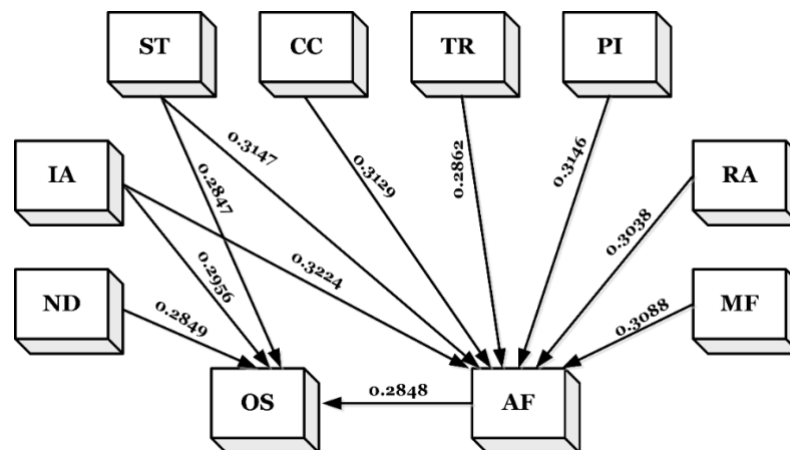 ST
CC
TR
PI
IA
RA
ND
MF
OS
AF
0.3147
0.2847
0.3129
0.2862
0.3146
0.3038
0.3224
0.2956
0.2849
0.3088
0.2848